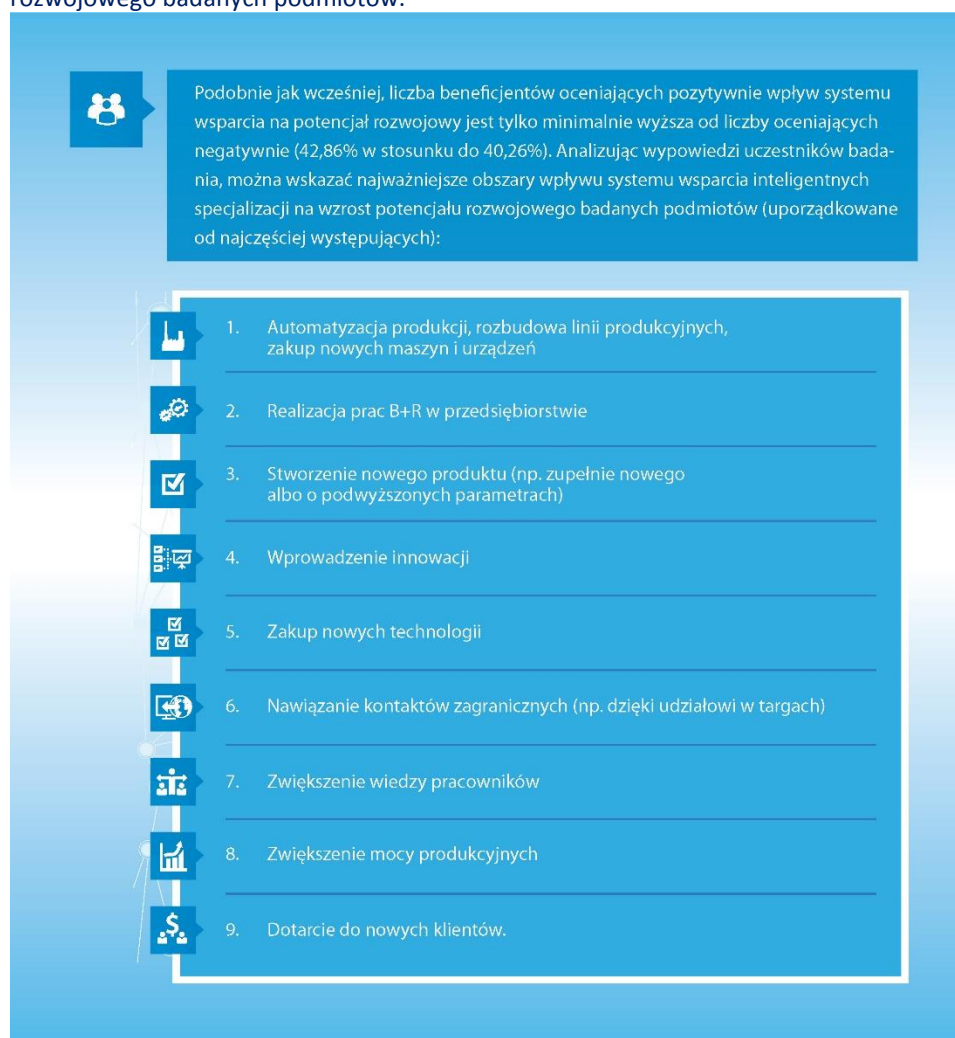 rozwojowego badanych podmiotów:
Podobnie jak wcześniej, liczba beneficjentów oceniających pozytywnie wpływ systemu
wsparcia na potencjał rozwojowy jest tylko minimalnie wyższa od liczby oceniających
negatywnie (42,86% w stosunku do 40,26%). Analizując wypowiedzi uczestników bada-
nia, można wskazać najważniejsze obszary wpływu systemu wsparcia inteligentnych
specjalizacji na wzrost potencjału rozwojowego badanych podmiotów (uporządkowane
od najczęściej występujących):
1. Automatyzacja produkcji, rozbudowa linii produkcyjnych,
zakup nowych maszyn i urządzeń
2. Realizacja prac B+R w przedsiębiorstwie
3. Stworzenie nowego produktu (np. zupełnie nowego
albo o podwyższonych parametrach)
4. Wprowadzenie innowacji
5. Zakup nowych technologii
6. Nawiązanie kontaktów zagranicznych (np. dzięki udziałowi w targach)
7. Zwiększenie wiedzy pracowników
8. Zwiększenie mocy produkcyjnych
9. Dotarcie do nowych klientów.